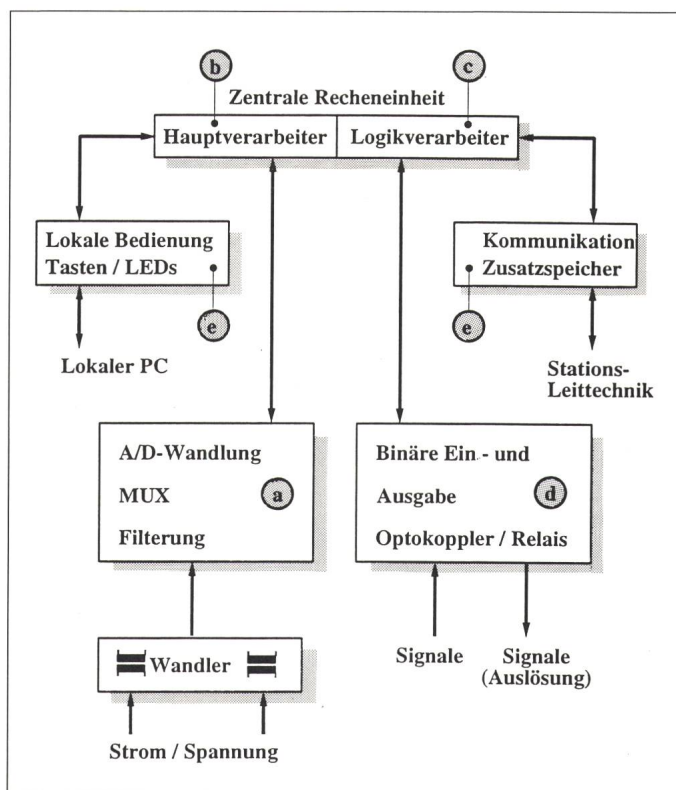 b
c
Zentrale Recheneinheit
Hauptverarbeiter
Logikverarbeiter
Lokale Bedienung
Tasten / LEDs
e
Kommunikation
Zusatzspeicher
e
Lokaler PC
Stations-
Leittechnik
A/D-Wandlung
MUX
a
Filterung
Binäre Ein - und
Ausgabe
d
Optokoppler / Relais
Wandler
Strom / Spannung
Signale
Signale
(Auslösung)